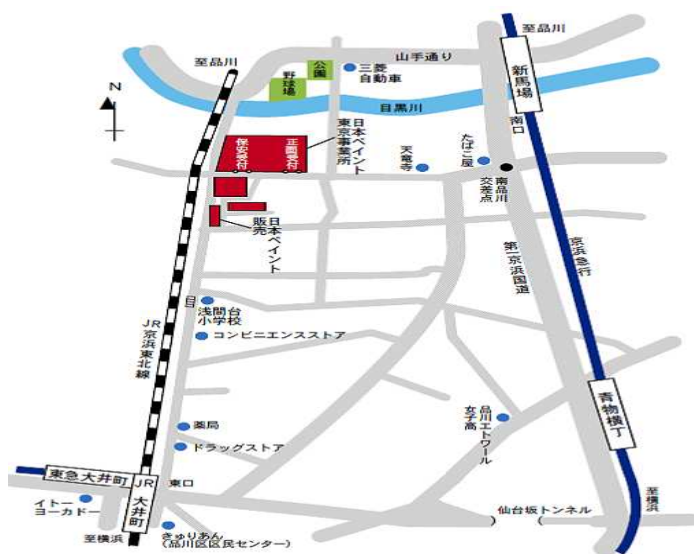 至品川
至品川
山手通り
公園
野球場
三菱
自動車
新馬場
N
目黒川
南口
保安受付
正面受付
日本ペイント
東京事業所
天竜寺
たばこ屋
南品川
交差点
日本ペイント
販売
第一京浜国道
京浜急行
浅間台
小学校
コンビニエンスストア
JR京浜東北線
薬局
ドラッグストア
品川エトワール
女子高
青物横丁
東急大井町
JR
大井町
東口
イトー
ヨーカドー
至横浜
きゅりあん
(品川区区民センター)
仙台坂トンネル
至横浜